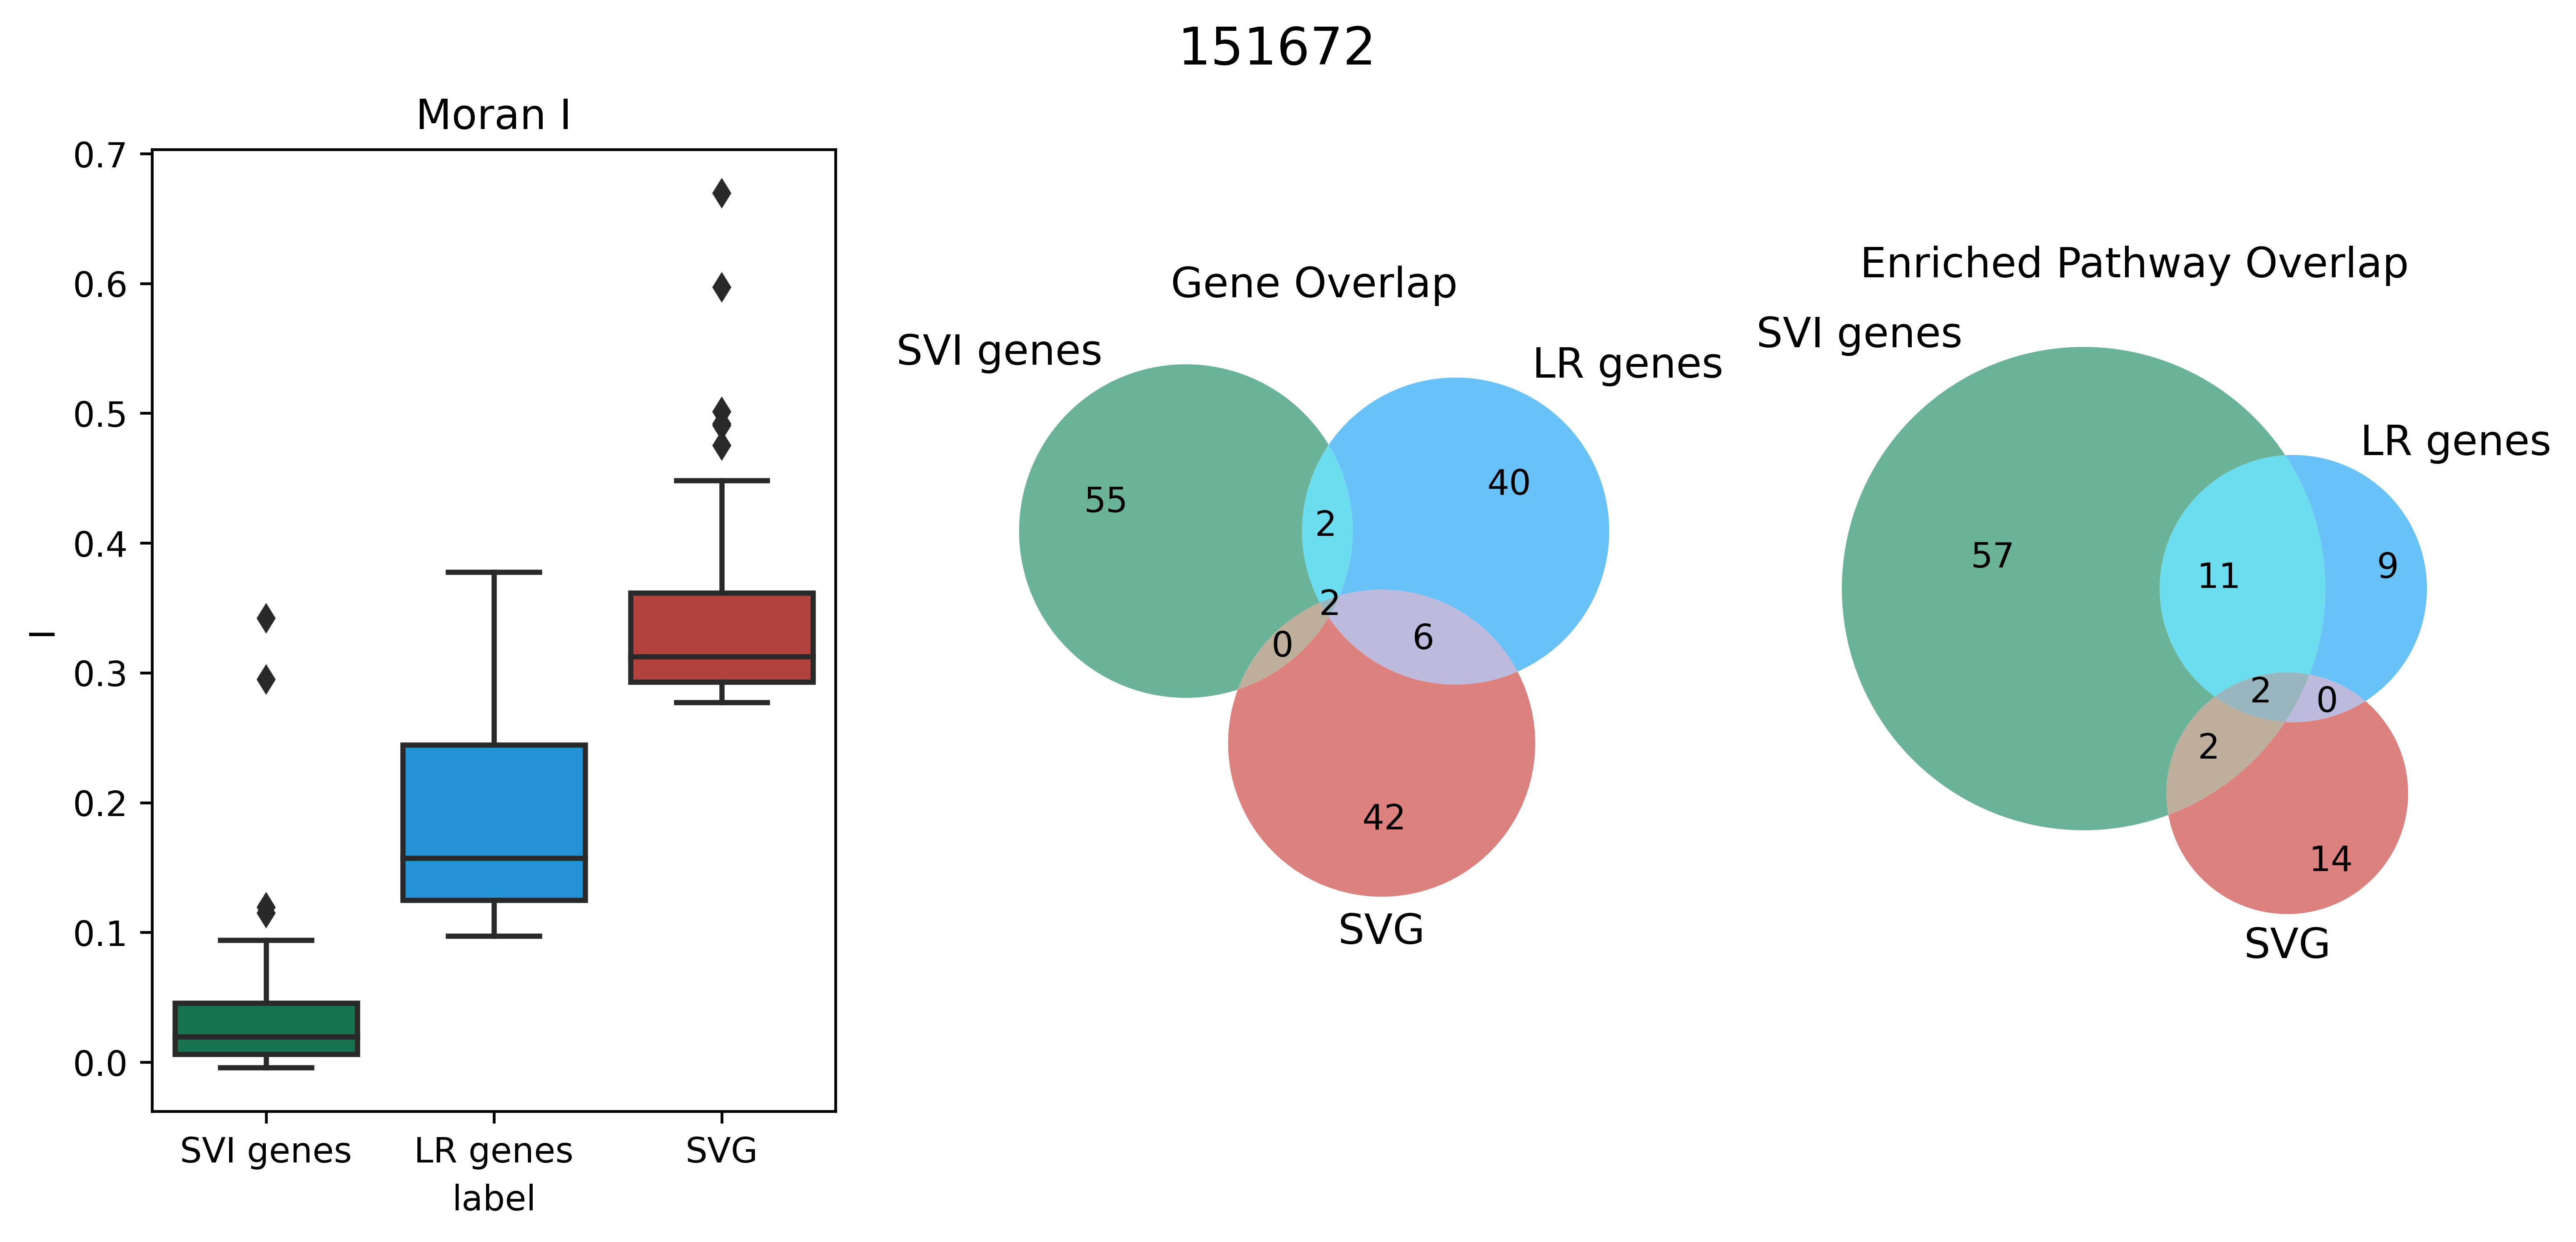 151672
Moran I
0.7
0.6
0.5
0.4
0.3
0.2
0.1
0.0
I
SVI genes
LR genes
SVG
label
Gene Overlap
SVI genes
LR genes
55
40
2
2
0
6
42
SVG
Enriched Pathway Overlap
SVI genes
LR genes
57
11
9
2
0
2
14
SVG